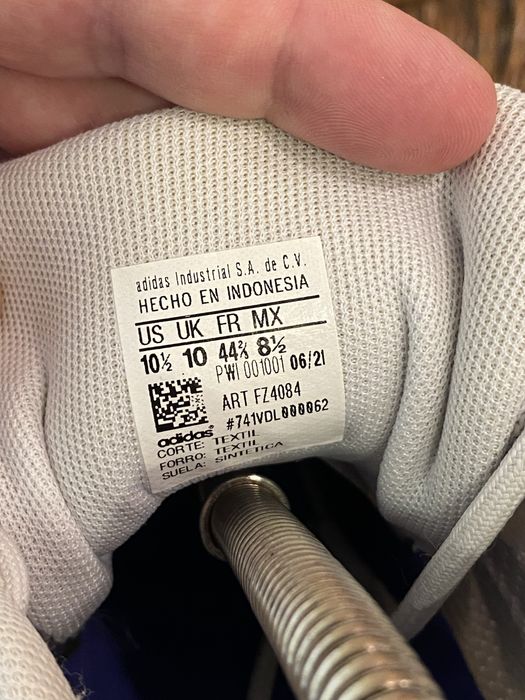 adidas Industrial S.A. de C.V.
HECHO EN INDONESIA
US UK FR MX
10½ 10 44⅔ 8½
PWI 001001 06/21
ART FZ4084
#741VDL000062
adidas
CORTE: TEXTIL
FORRO: TEXTIL
SUELA: SINTETICA